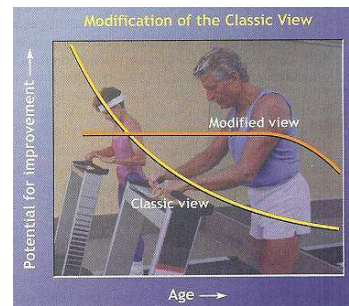 Modification of the Classic View
Potential for improvement
Modified view
Classic view
Age